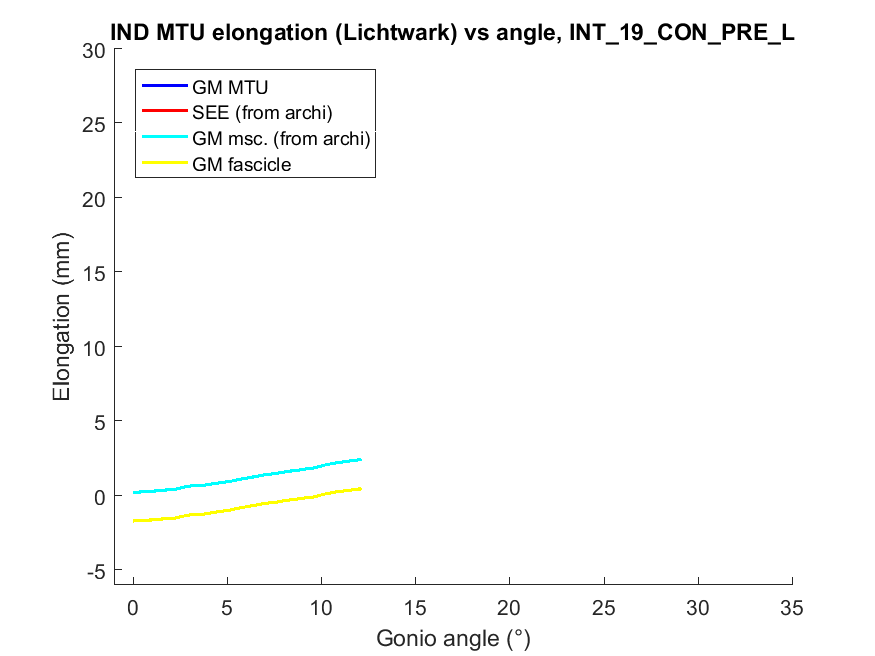 IND MTU elongation (Lichtwark) vs angle, INT_19_CON_PRE_L
30
25
20
15
10
5
0
-5
Elongation (mm)
GM MTU
SEE (from archi)
GM msc. (from archi)
GM fascicle
0 5 10 15 20 25 30 35
Gonio angle (°)